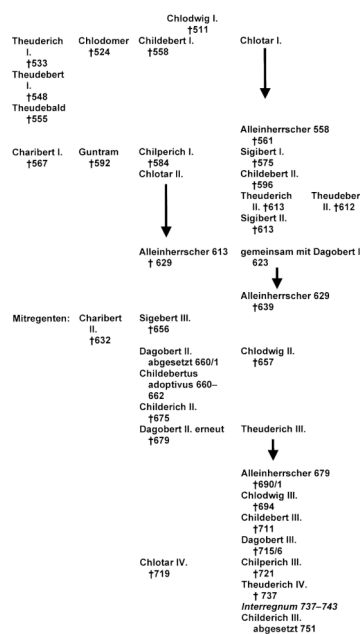 Chlodwig I.
†511
Theuderich Chlodomer Childebert I. Chlotar I.
I. †524 †558
†533
Theudebert
I.
†548
Theudebald
†555
Alleinherrscher 558
†561
Charibert I. Guntram Chilperich I. Sigibert I.
†567 †592 †584 †575
Chlotar II. Childebert II.
†596
Theuderich Theudeber
II. †613 II. †612
Sigibert II.
†613
Alleinherrscher 613 gemeinsam mit Dagobert I
† 629 623
Alleinherrscher 629
†639
Mitregenten: Charibert Sigebert III.
II. †656
†632
Dagobert II. Chlodwig II.
abgesetzt 660/1 †657
Childebertus
adoptivus 660–
662
Childerich II.
†675
Dagobert II. erneut Theuderich III.
†679
Alleinherrscher 679
†690/1
Chlodwig III.
†694
Childebert III.
†711
Dagobert III.
†715/6
Chlotar IV. Chilperich III.
†719 †721
Theuderich IV.
† 737
Interregnum 737–743
Childerich III.
abgesetzt 751